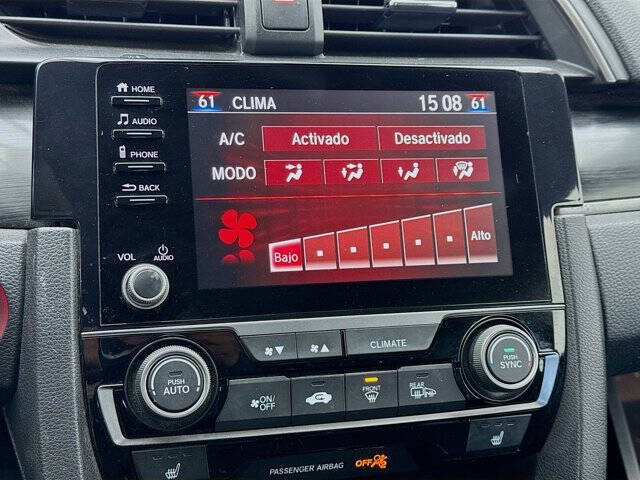 HOME
AUDIO
PHONE
BACK
VOL AUDIO
61 CLIMA 15 08 61
A/C Activado Desactivado
MODO
Bajo Alto
CLIMATE
PUSH AUTO
PUSH SYNC
ON/OFF
FRONT
REAR
PASSENGER AIRBAG OFF